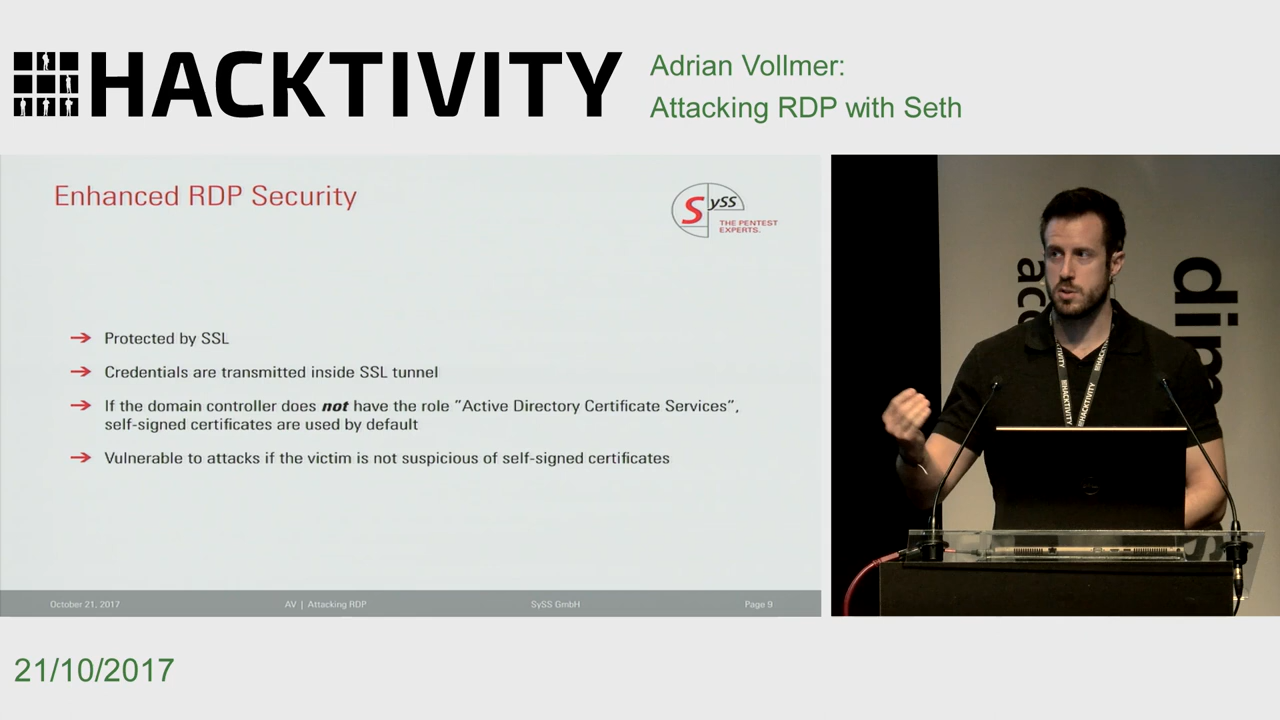 HACKTIVITY
Adrian Vollmer:
Attacking RDP with Seth
Enhanced RDP Security
SySS
THE PENTEST
EXPERTS.
Protected by SSL
Credentials are transmitted inside SSL tunnel
If the domain controller does not have the role "Active Directory Certificate Services",
self-signed certificates are used by default
Vulnerable to attacks if the victim is not suspicious of self-signed certificates
October 21, 2017
AV | Attacking RDP
SySS GmbH
Page 9
#HACKTIVITY
#HACKTIVITY
21/10/2017